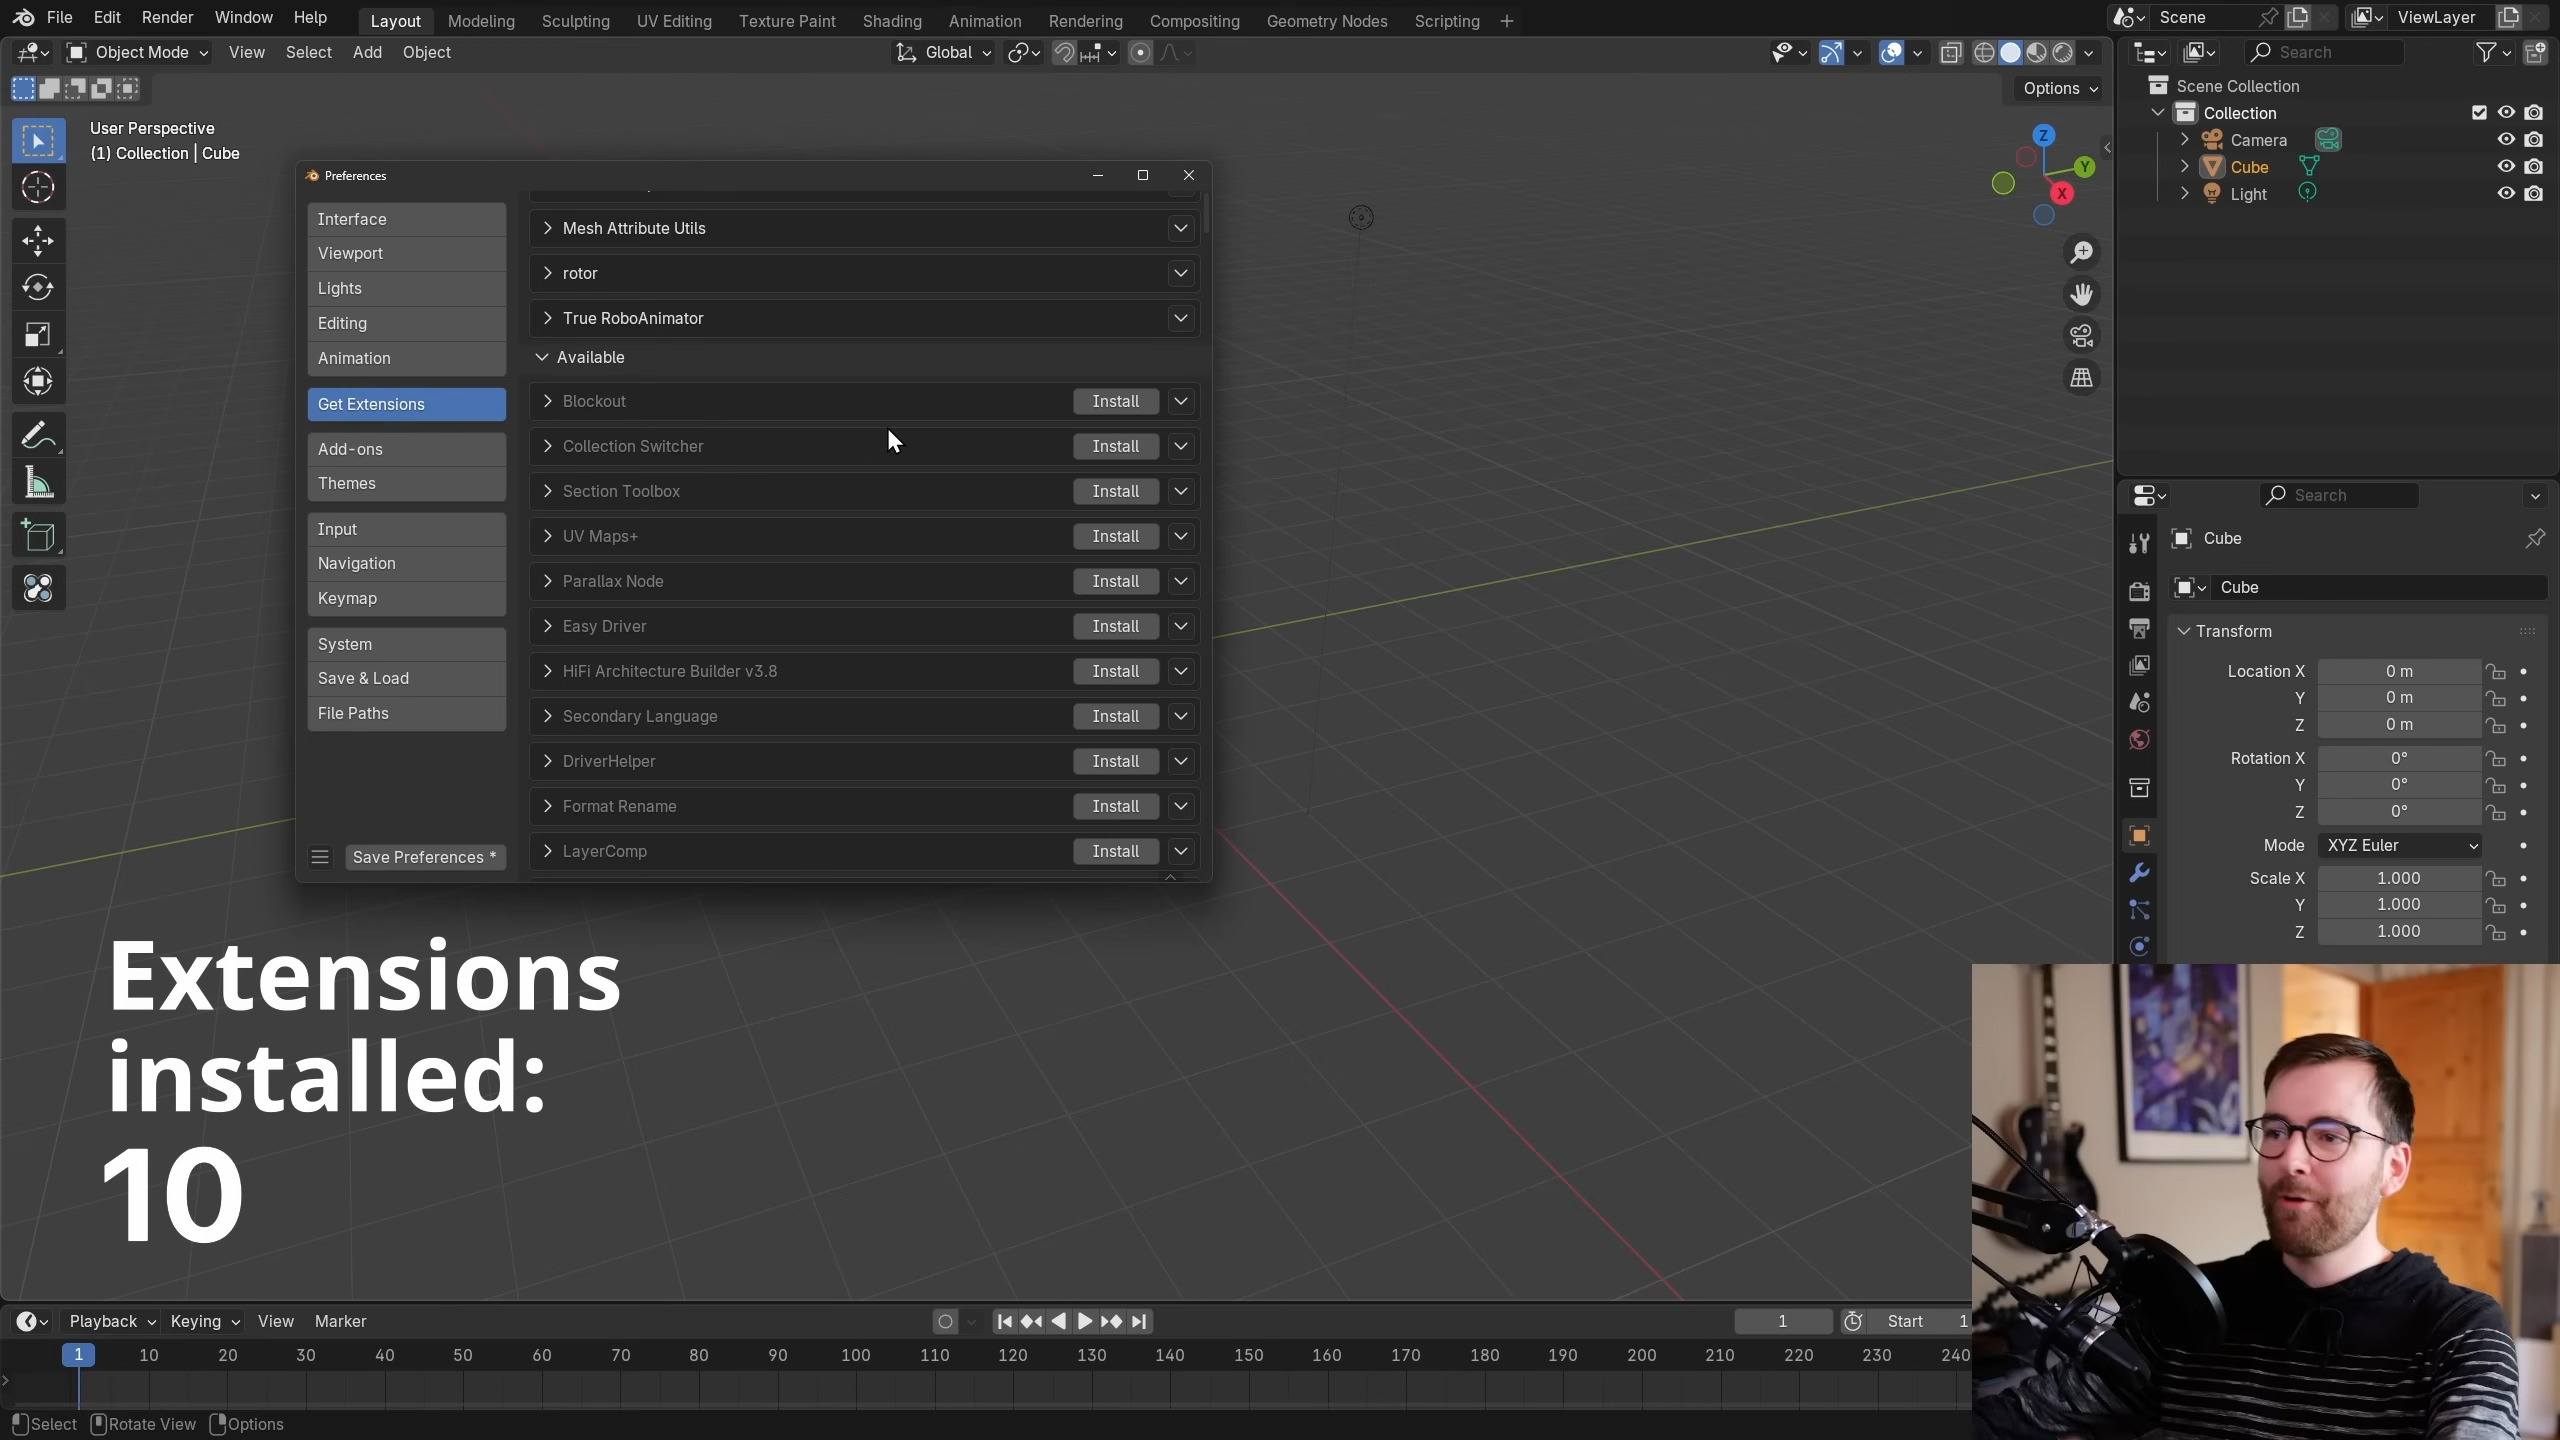 File Edit Render Window Help Layout Modeling Sculpting UV Editing Texture Paint Shading Animation Rendering Compositing Geometry Nodes Scripting + Scene ViewLayer
Object Mode View Select Add Object Global Search
Options
User Perspective
(1) Collection | Cube
Z
Y
X
Scene Collection
Collection
Camera
Cube
Light
Preferences
Interface
Viewport
Lights
Editing
Animation
Get Extensions
Add-ons
Themes
Input
Navigation
Keymap
System
Save & Load
File Paths
Save Preferences *
Mesh Attribute Utils
rotor
True RoboAnimator
Available
Blockout Install
Collection Switcher Install
Section Toolbox Install
UV Maps+ Install
Parallax Node Install
Easy Driver Install
HiFi Architecture Builder v3.8 Install
Secondary Language Install
DriverHelper Install
Format Rename Install
LayerComp Install
Search
Cube
Cube
Transform
Location X 0 m
Y 0 m
Z 0 m
Rotation X 0°
Y 0°
Z 0°
Mode XYZ Euler
Scale X 1.000
Y 1.000
Z 1.000
Extensions
installed:
10
Playback Keying View Marker 1 Start 1
1 10 20 30 40 50 60 70 80 90 100 110 120 130 140 150 160 170 180 190 200 210 220 230 240
Select Rotate View Options